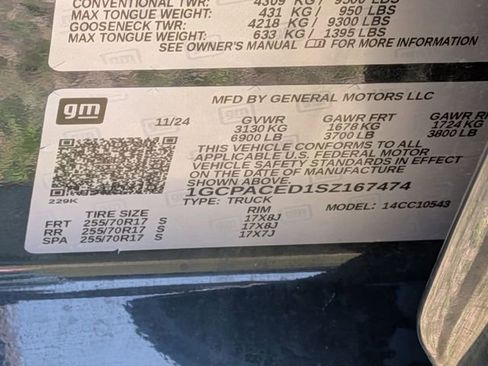 CONVENTIONAL TWR: 4309 KG / 9500 LBS
MAX TONGUE WEIGHT: 431 KG / 950 LBS
GOOSENECK TWR: 4218 KG / 9300 LBS
MAX TONGUE WEIGHT: 633 KG / 1395 LBS
SEE OWNER'S MANUAL FOR MORE INFORMATION
gm
MFD BY GENERAL MOTORS LLC
11/24 GVWR GAWR FRT GAWR RR
3130 KG 1678 KG 1724 KG
6900 LB 3700 LB 3800 LB
THIS VEHICLE CONFORMS TO ALL
APPLICABLE U.S. FEDERAL MOTOR
VEHICLE SAFETY STANDARDS IN EFFECT
ON THE DATE OF MANUFACTURE
SHOWN ABOVE
1GCPACED1SZ167474
229K
TYPE: TRUCK MODEL: 14CC10543
TIRE SIZE RIM
FRT 255/70R17 S 17X8J
RR 255/70R17 S 17X8J
SPA 255/70R17 S 17X7J